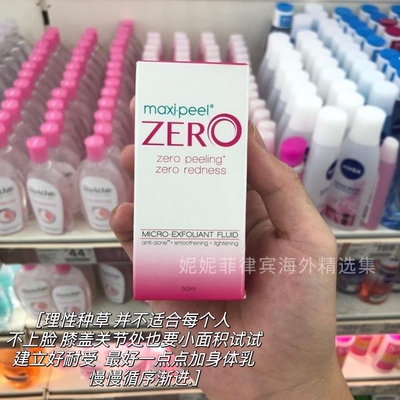 maxi-peel®
ZERO
zero peeling*
zero redness
MICRO-EXFOLIANT FLUID
anti-acne* • smoothening • lightening
50ml
妮妮菲律宾海外精选集
NIVEA
44
[理性种草 并不适合每个人
不上脸 膝盖关节处也要小面积试试
建立好耐受 最好一点点加身体乳
慢慢循序渐进.]